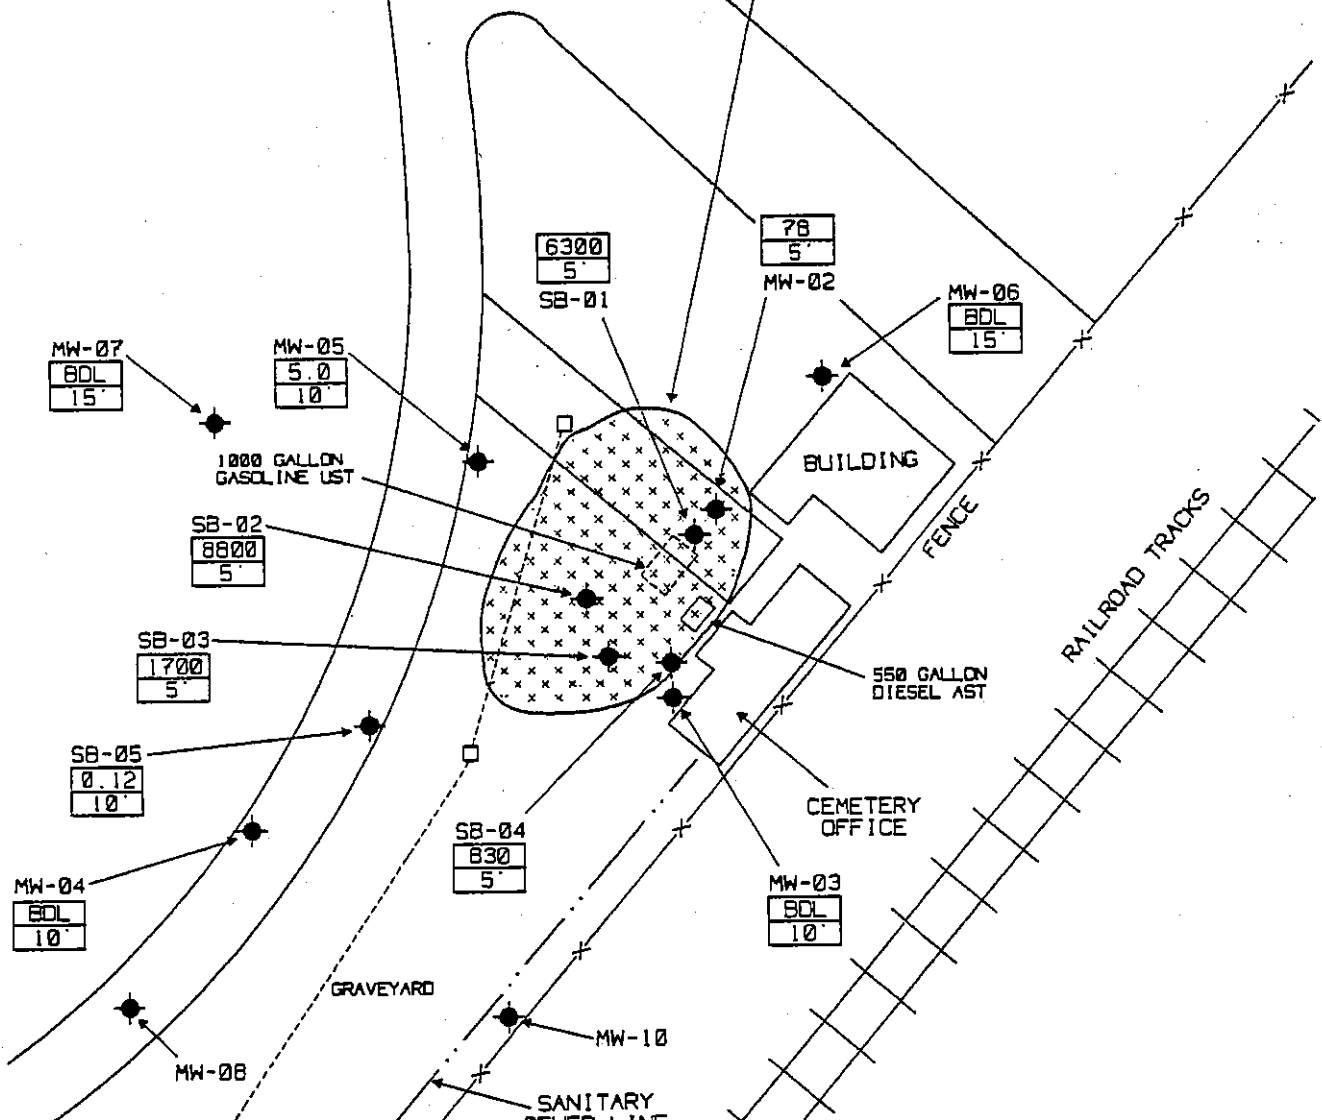 78
5'
6300
5'
SB-01
MW-02
MW-06
BDL
15'
MW-07
BDL
15'
MW-05
5.0
10'
1000 GALLON
GASOLINE UST
BUILDING
FENCE
RAILROAD TRACKS
SB-02
8800
5'
SB-03
1700
5'
550 GALLON
DIESEL AST
SB-05
0.12
10'
CEMETERY
OFFICE
SB-04
830
5'
MW-04
BDL
10'
MW-03
BDL
10'
GRAVEYARD
MW-10
MW-08
SANITARY
SEWER LINE